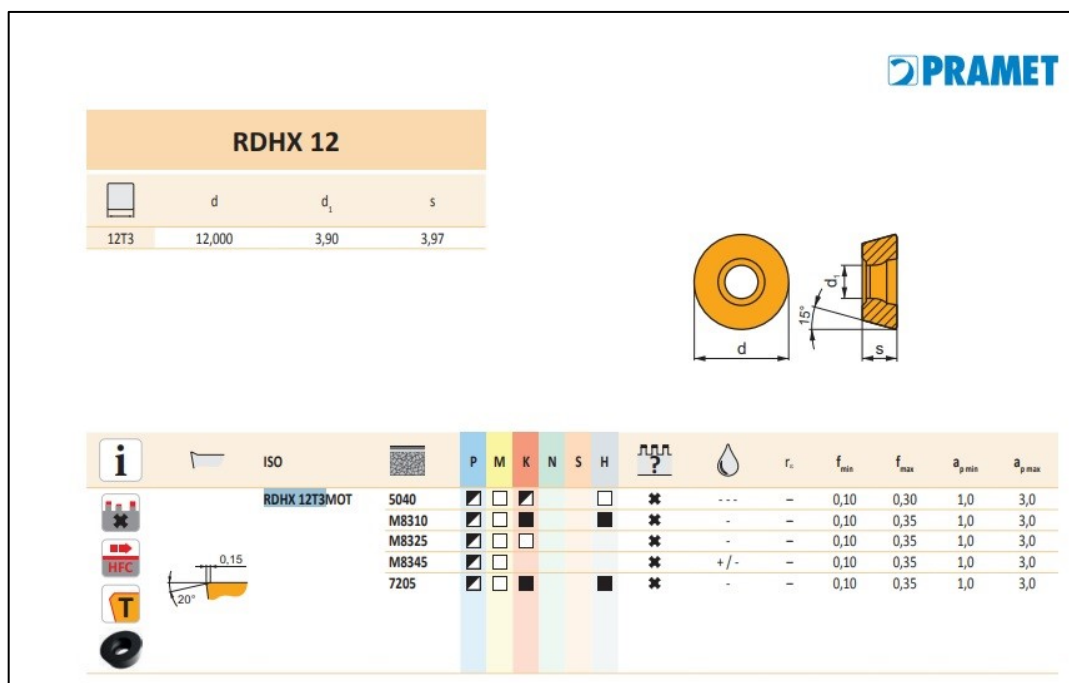 PRAMET
RDHX 12
d d₁ s
12T3 12,000 3,90 3,97
d₁
15°
d s
i ISO P M K N S H ? rε fmin fmax ap min ap max
RDHX 12T3MOT 5040 ✖ --- – 0,10 0,30 1,0 3,0
M8310 ✖ - – 0,10 0,35 1,0 3,0
M8325 ✖ - – 0,10 0,35 1,0 3,0
M8345 ✖ + / - – 0,10 0,35 1,0 3,0
7205 ✖ - – 0,10 0,35 1,0 3,0
HFC
0,15
20°
T